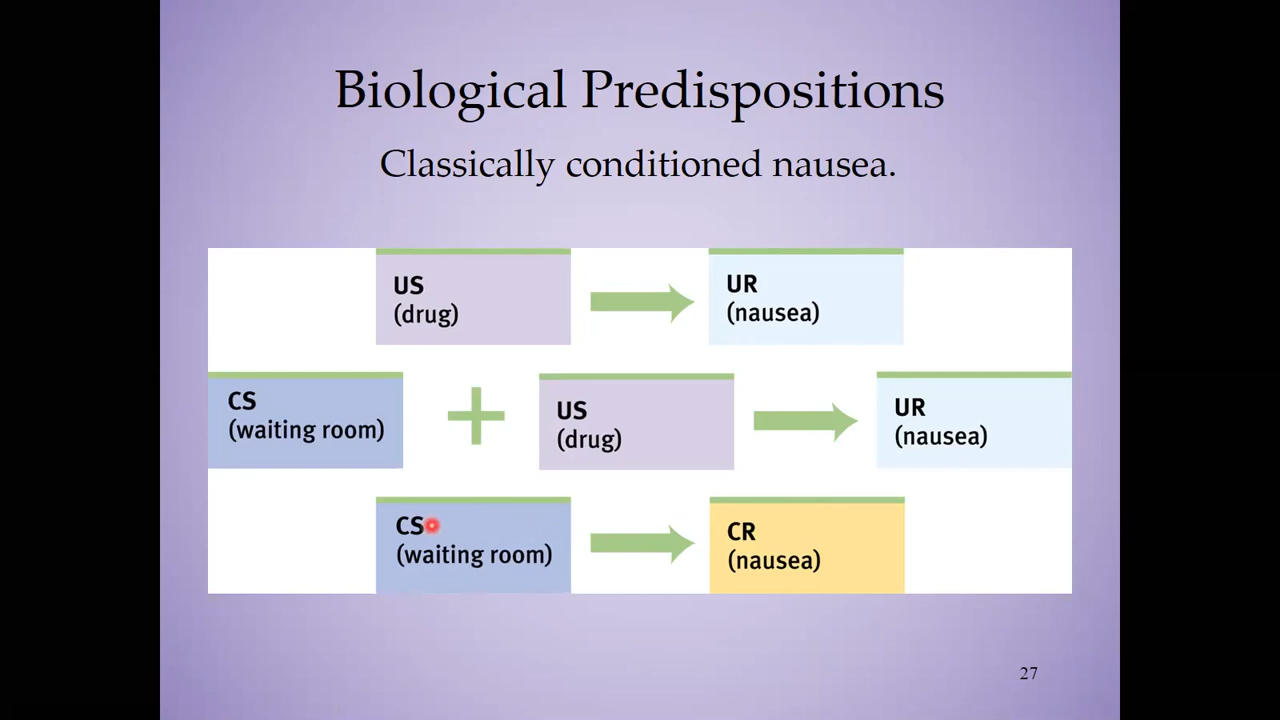 Biological Predispositions
Classically conditioned nausea.
US
(drug)
UR
(nausea)
CS
(waiting room)
US
(drug)
UR
(nausea)
CS
(waiting room)
CR
(nausea)
27